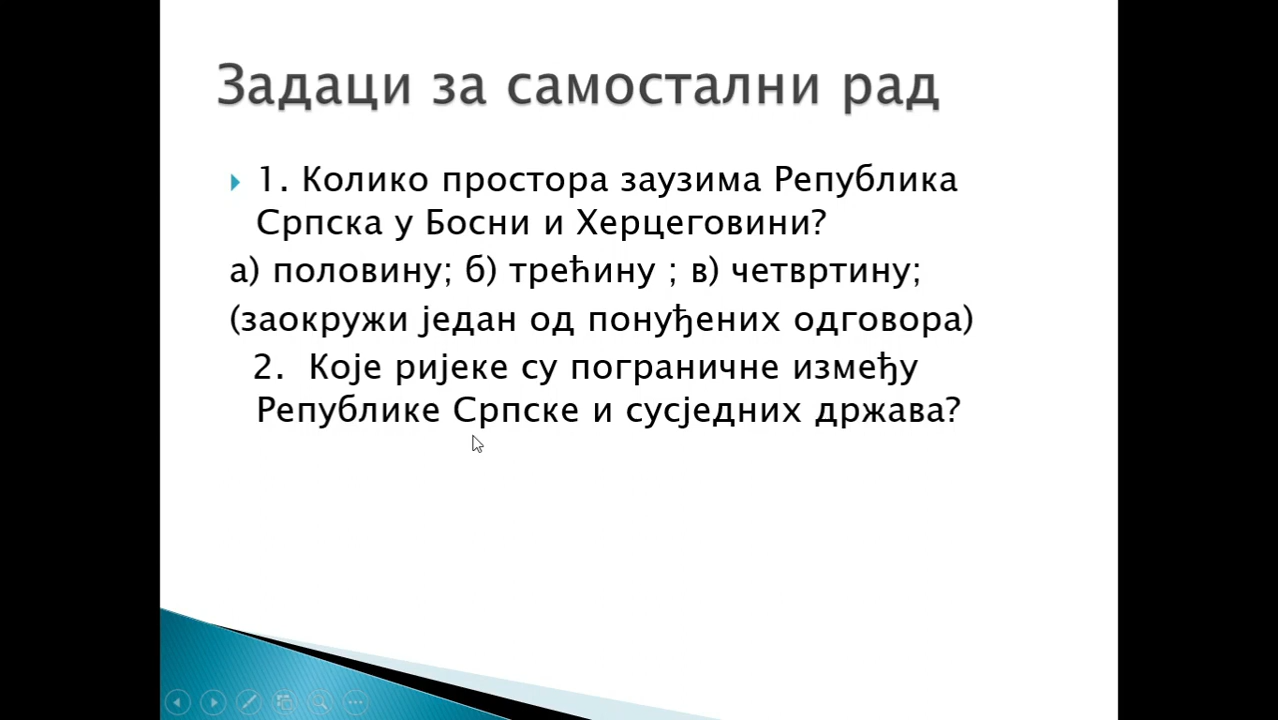 Задаци за самостални рад
1. Колико простора заузима Република
Српска у Босни и Херцеговини?
а) половину; б) трећину ; в) четвртину;
(заокружи један од понуђених одговора)
2. Које ријеке су пограничне између
Републике Српске и сусједних држава?